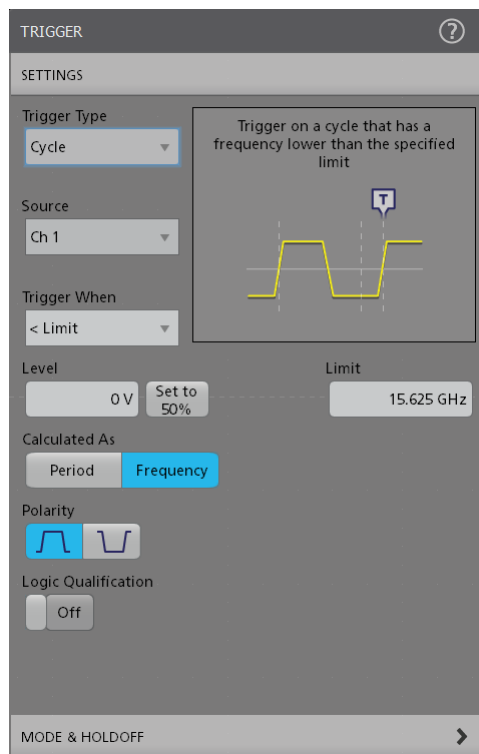 TRIGGER
?
SETTINGS
Trigger Type
Cycle
Trigger on a cycle that has a
frequency lower than the specified
limit
T
Source
Ch 1
Trigger When
< Limit
Level
Limit
0 V
Set to
50%
15.625 GHz
Calculated As
Period
Frequency
Polarity
Logic Qualification
Off
MODE & HOLDOFF